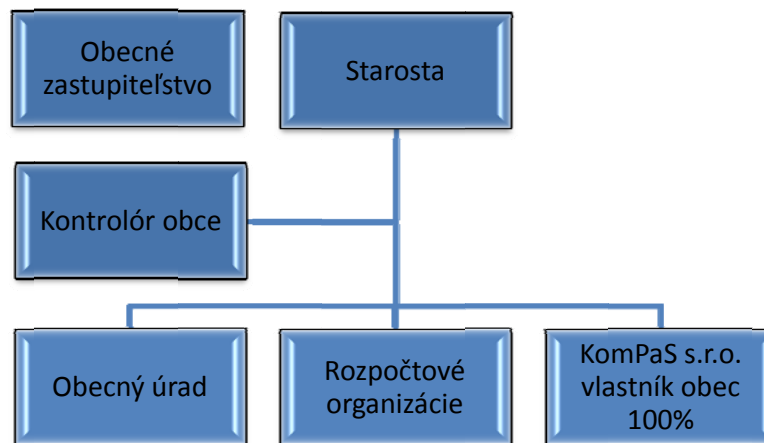 Obecné
zastupiteľstvo
Starosta
Kontrolór obce
Obecný úrad
Rozpočtové
organizácie
KomPaS s.r.o.
vlastník obec
100%